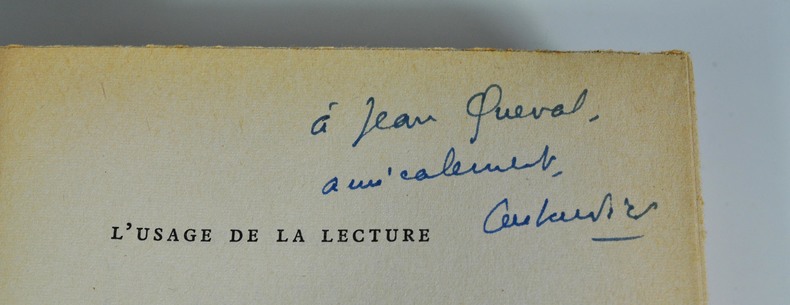 à Jean Queval,
amicalement,
L'USAGE DE LA LECTURE